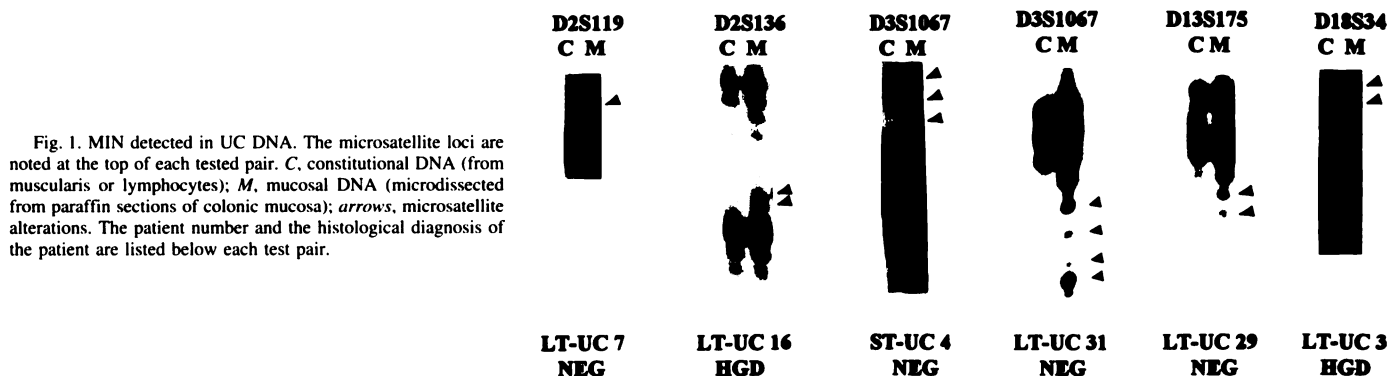 Fig. 1. MIN detected in UC DNA. The microsatellite loci are
noted at the top of each tested pair. C, constitutional DNA (from
muscularis or lymphocytes); M, mucosal DNA (microdissected
from paraffin sections of colonic mucosa); arrows, microsatellite
alterations. The patient number and the histological diagnosis of
the patient are listed below each test pair.
D2S119 D2S136 D3S1067 D3S1067 D13S175 D18S34
C M C M C M C M C M C M
LT-UC 7 LT-UC 16 ST-UC 4 LT-UC 31 LT-UC 29 LT-UC 3
NEG HGD NEG NEG NEG HGD